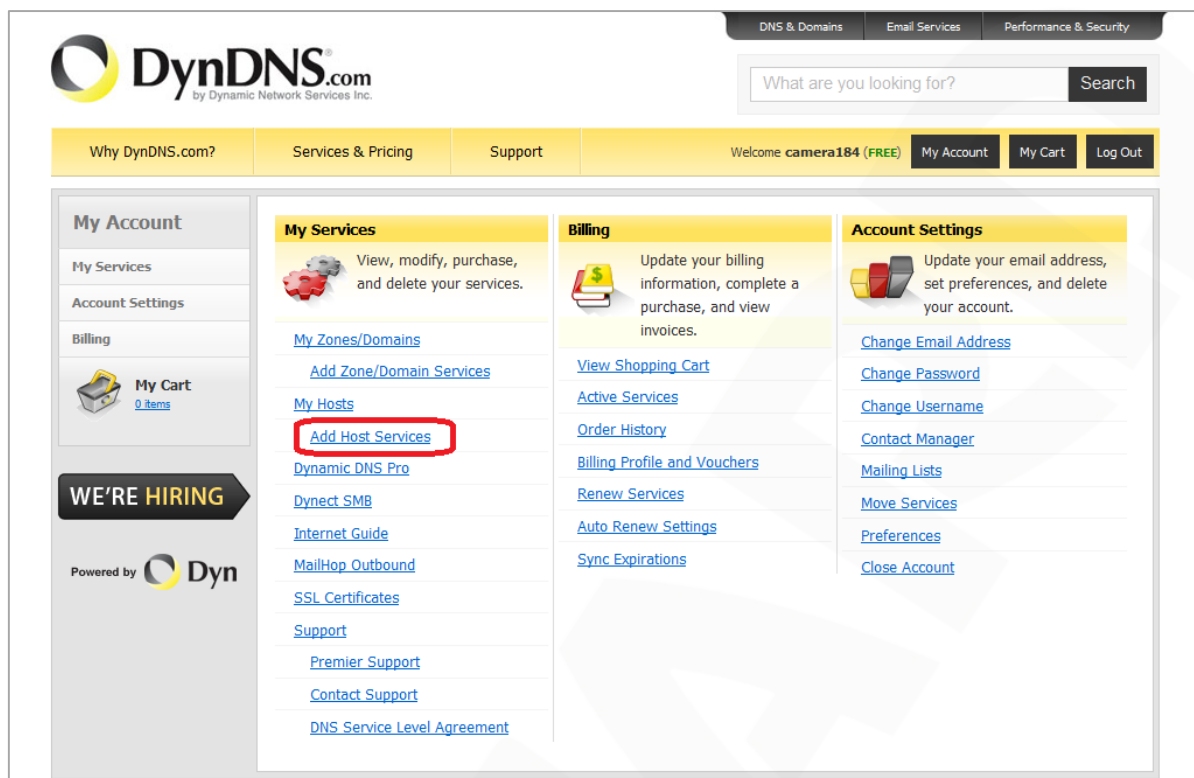 DNS & Domains
Email Services
Performance & Security
DynDNS.com
by Dynamic Network Services Inc.
What are you looking for?
Search
Why DynDNS.com?
Services & Pricing
Support
Welcome camera184 (FREE)
My Account
My Cart
Log Out
My Account
My Services
Account Settings
Billing
My Cart
0 items
WE'RE HIRING
Powered by Dyn
My Services
View, modify, purchase,
and delete your services.
My Zones/Domains
Add Zone/Domain Services
My Hosts
Add Host Services
Dynamic DNS Pro
Dynect SMB
Internet Guide
MailHop Outbound
SSL Certificates
Support
Premier Support
Contact Support
DNS Service Level Agreement
Billing
Update your billing
information, complete a
purchase, and view
invoices.
View Shopping Cart
Active Services
Order History
Billing Profile and Vouchers
Renew Services
Auto Renew Settings
Sync Expirations
Account Settings
Update your email address,
set preferences, and delete
your account.
Change Email Address
Change Password
Change Username
Contact Manager
Mailing Lists
Move Services
Preferences
Close Account